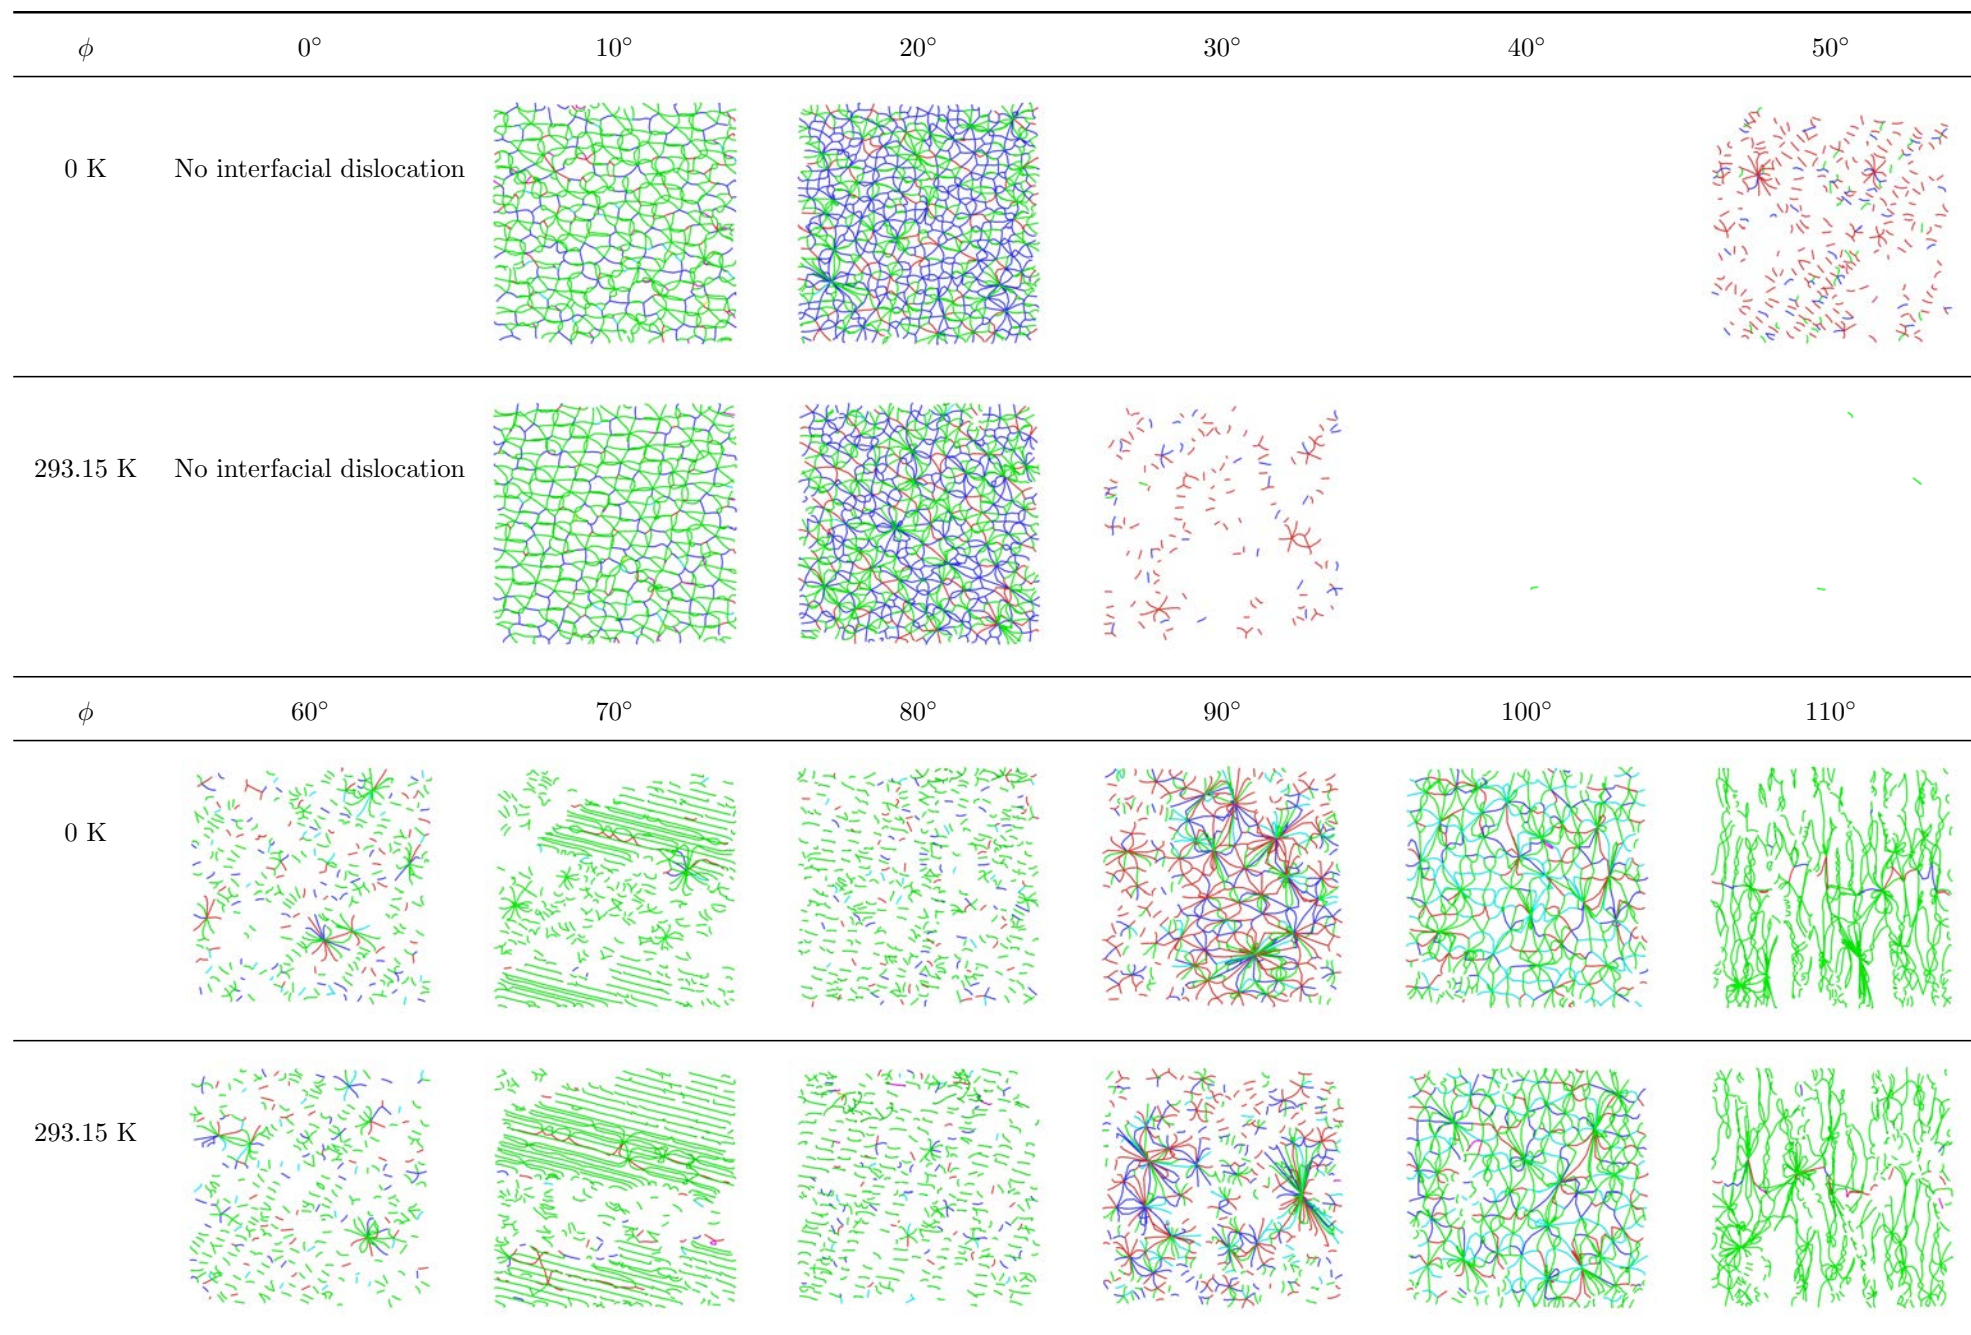 ϕ 0° 10° 20° 30° 40° 50°
0 K No interfacial dislocation
293.15 K No interfacial dislocation
ϕ 60° 70° 80° 90° 100° 110°
0 K
293.15 K